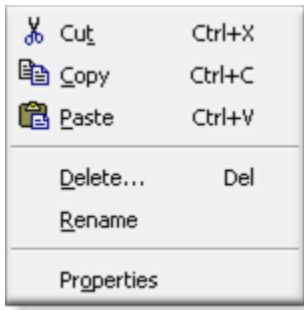 Cut Ctrl+X
Copy Ctrl+C
Paste Ctrl+V
Delete... Del
Rename
Properties